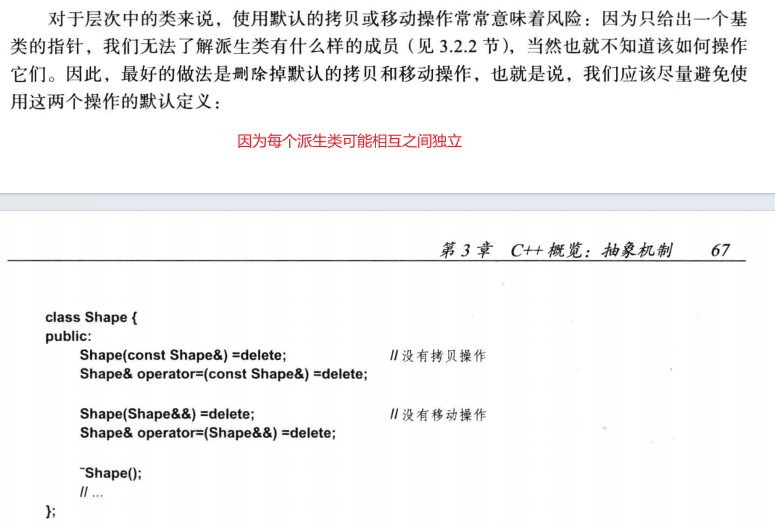 对于层次中的类来说，使用默认的拷贝或移动操作常常意味着风险：因为只给出一个基
类的指针，我们无法了解派生类有什么样的成员（见 3.2.2 节），当然也就不知道该如何操作
它们。因此，最好的做法是删除掉默认的拷贝和移动操作，也就是说，我们应该尽量避免使
用这两个操作的默认定义：
因为每个派生类可能相互之间独立
第 3 章 C++ 概览：抽象机制 67
class Shape {
public:
Shape(const Shape&) =delete; // 没有拷贝操作
Shape& operator=(const Shape&) =delete;
Shape(Shape&&) =delete; // 没有移动操作
Shape& operator=(Shape&&) =delete;
~Shape();
// ...
};